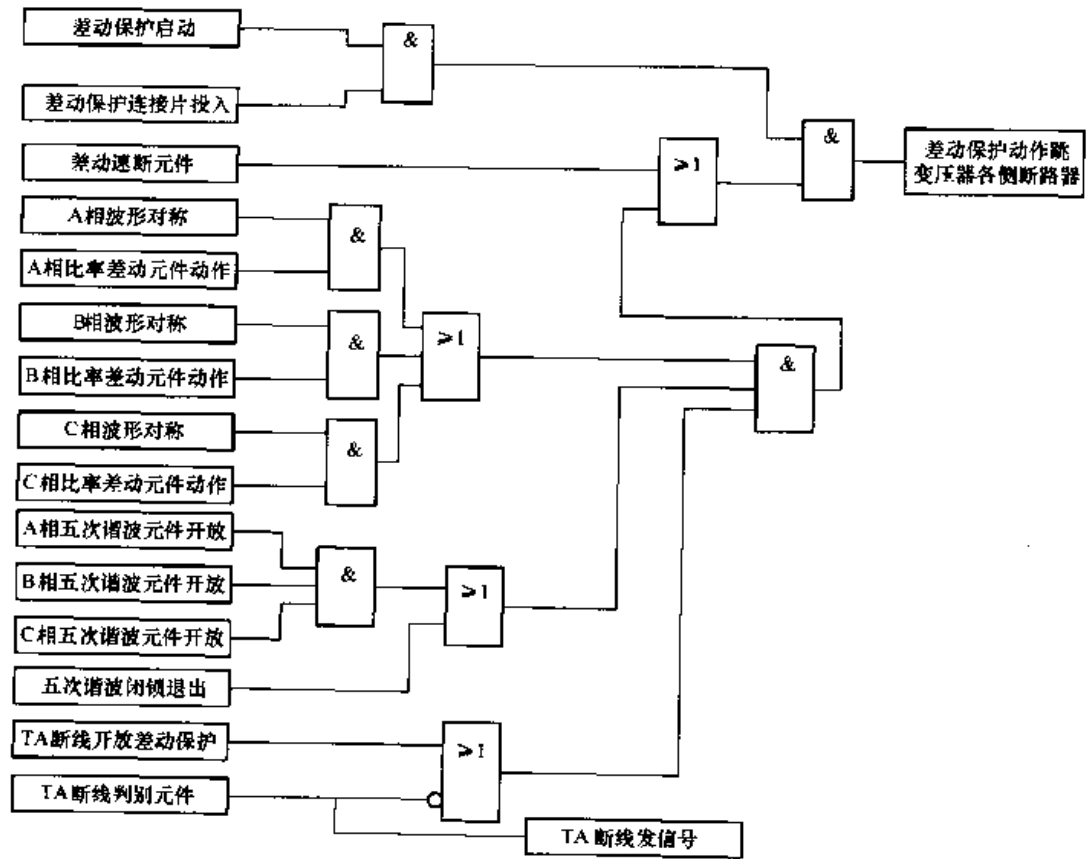 差动保护启动
&
差动保护连接片投入
&
差动速断元件
≥1
差动保护动作跳
变压器各侧断路器
A相波形对称
&
A相比率差动元件动作
B相波形对称
&
≥1
B相比率差动元件动作
&
C相波形对称
&
C相比率差动元件动作
A相五次谐波元件开放
&
B相五次谐波元件开放
≥1
C相五次谐波元件开放
五次谐波闭锁退出
TA断线开放差动保护
≥1
TA断线判别元件
TA断线发信号